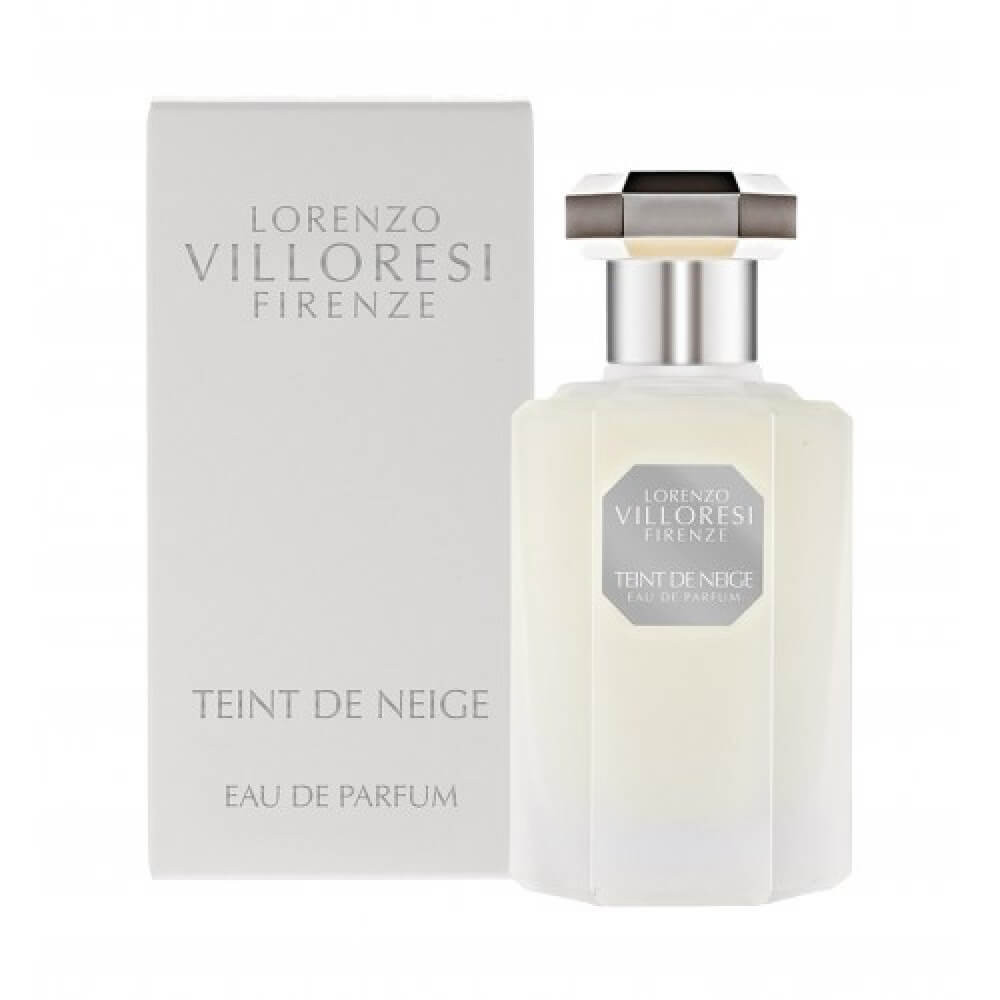 LORENZO
VILLORESI
FIRENZE
TEINT DE NEIGE
EAU DE PARFUM
LORENZO
VILLORESI
FIRENZE
TEINT DE NEIGE
EAU DE PARFUM